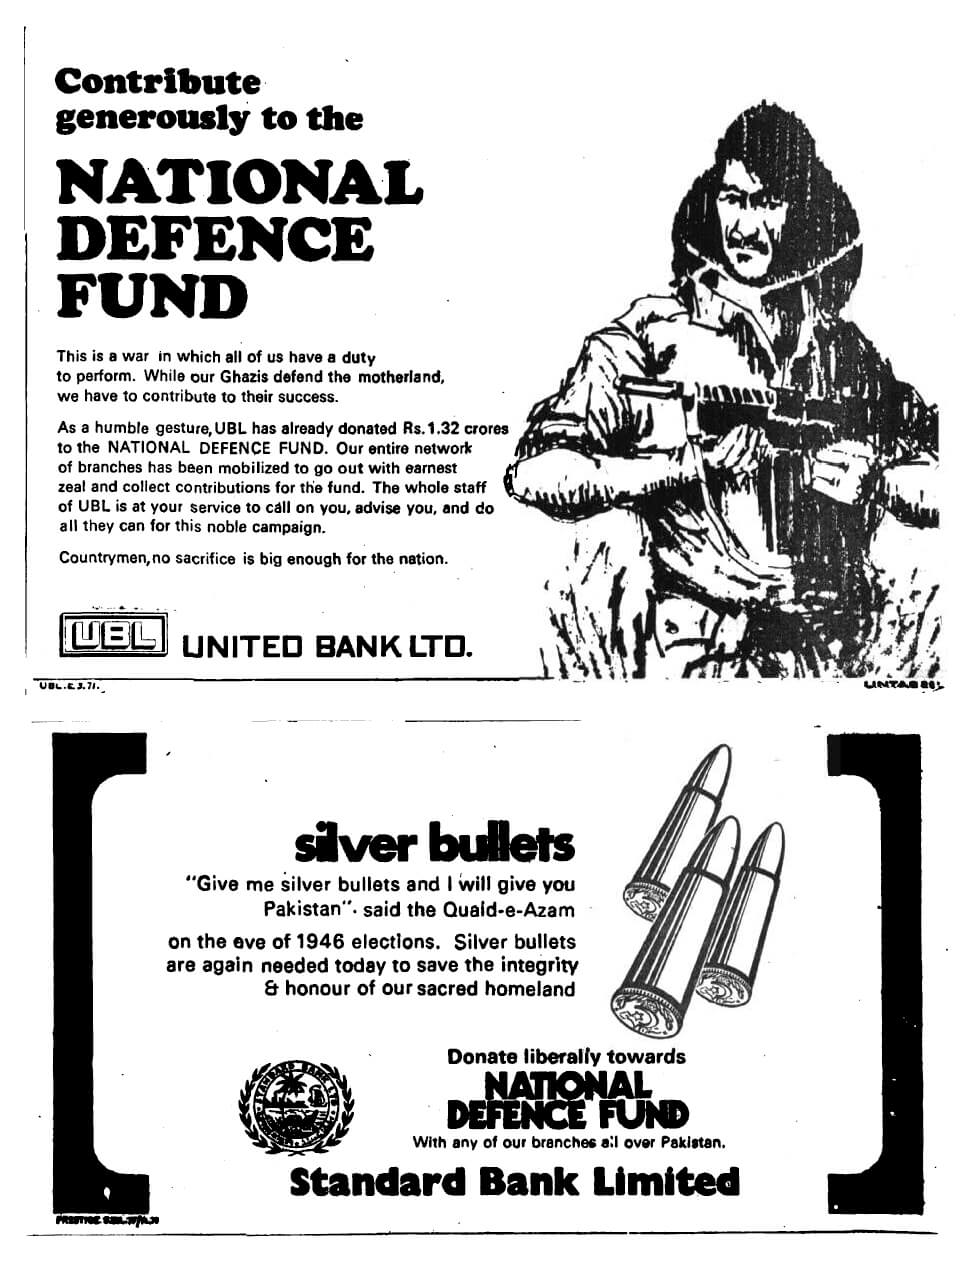 Contribute
generously to the
NATIONAL
DEFENCE
FUND
This is a war in which all of us have a duty
to perform. While our Ghazis defend the motherland,
we have to contribute to their success.
As a humble gesture, UBL has already donated Rs.1.32 crores
to the NATIONAL DEFENCE FUND. Our entire network
of branches has been mobilized to go out with earnest
zeal and collect contributions for the fund. The whole staff
of UBL is at your service to call on you, advise you, and do
all they can for this noble campaign.
Countrymen, no sacrifice is big enough for the nation.
UBL UNITED BANK LTD.
UBL.E.3.71.
LINTAS
silver bullets
"Give me silver bullets and I will give you
Pakistan". said the Quaid-e-Azam
on the eve of 1946 elections. Silver bullets
are again needed today to save the integrity
& honour of our sacred homeland
Donate liberally towards
NATIONAL
DEFENCE FUND
With any of our branches all over Pakistan.
STANDARD BANK LTD
Standard Bank Limited
PRESTIGE